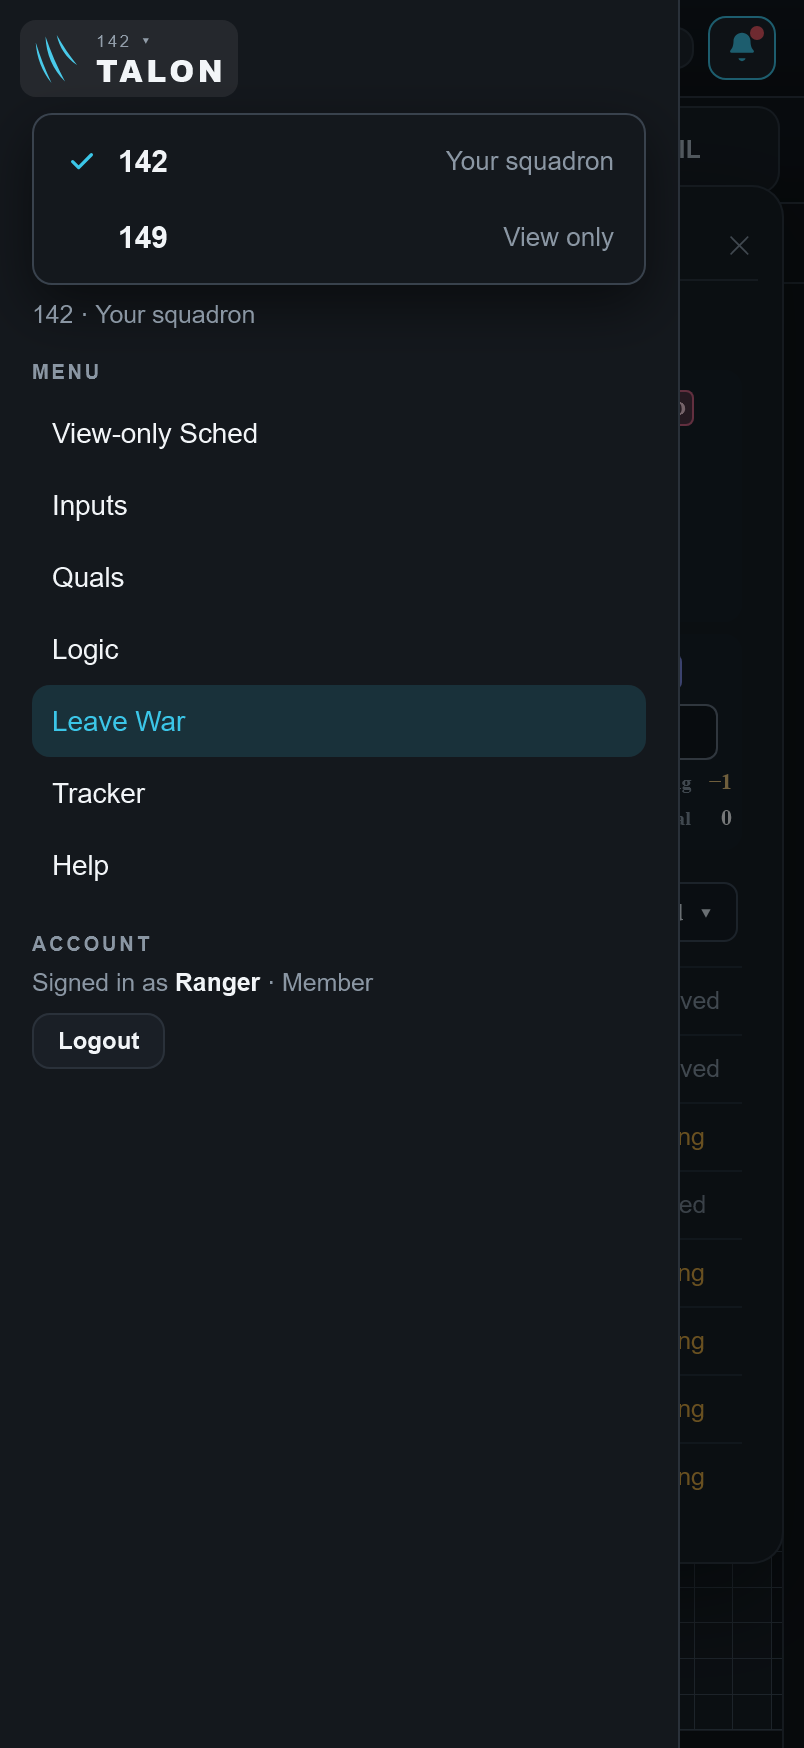 142 ▾
TALON
✓ 142 Your squadron
149 View only
142 · Your squadron
MENU
View-only Sched
Inputs
Quals
Logic
Leave War
Tracker
Help
ACCOUNT
Signed in as Ranger · Member
Logout
−1
0